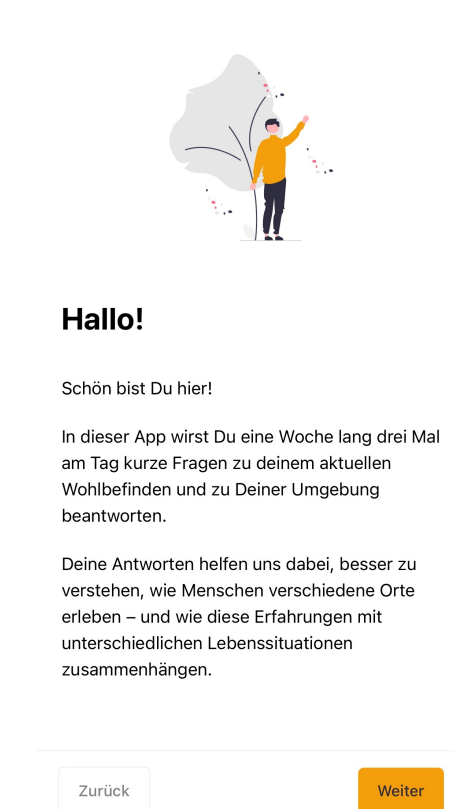 Hallo!
Schön bist Du hier!
In dieser App wirst Du eine Woche lang drei Mal
am Tag kurze Fragen zu deinem aktuellen
Wohlbefinden und zu Deiner Umgebung
beantworten.
Deine Antworten helfen uns dabei, besser zu
verstehen, wie Menschen verschiedene Orte
erleben – und wie diese Erfahrungen mit
unterschiedlichen Lebenssituationen
zusammenhängen.
Zurück
Weiter